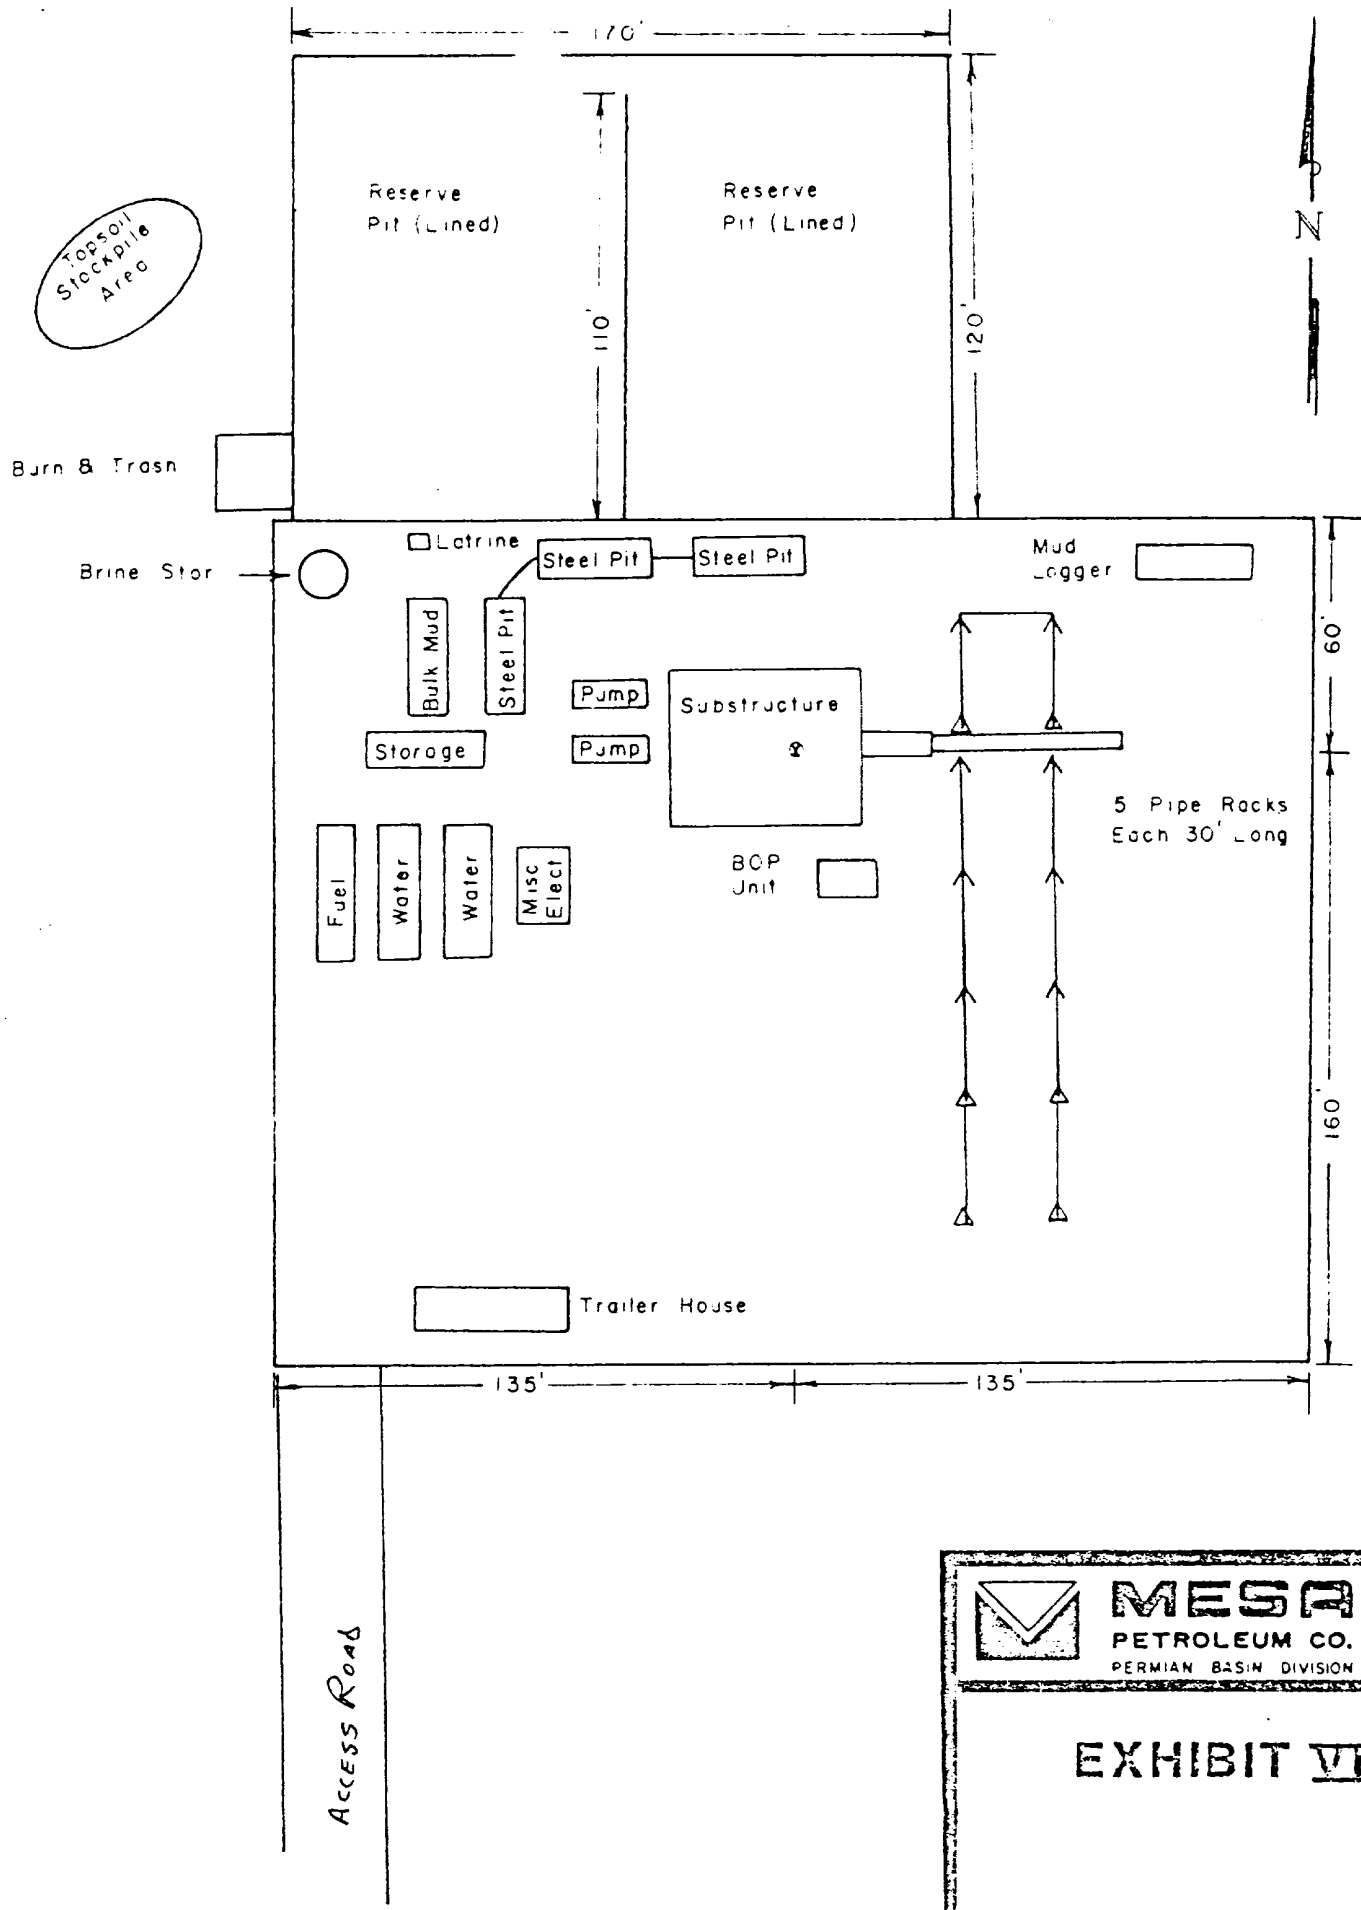 170'
Reserve
Pit (Lined)
Reserve
Pit (Lined)
N
Topsoil
Stockpile
Area
110'
120'
Burn & Trash
Latrine
Steel Pit
Steel Pit
Mud
Logger
Brine Stor
Bulk Mud
Steel Pit
60'
Pump
Substructure
Storage
Pump
5 Pipe Racks
Each 30' Long
BOP
Unit
Fuel
Water
Water
Misc
Elect
160'
Trailer House
135'
135'
ACCESS ROAD
MESA
PETROLEUM CO.
PERMIAN BASIN DIVISION
EXHIBIT VI